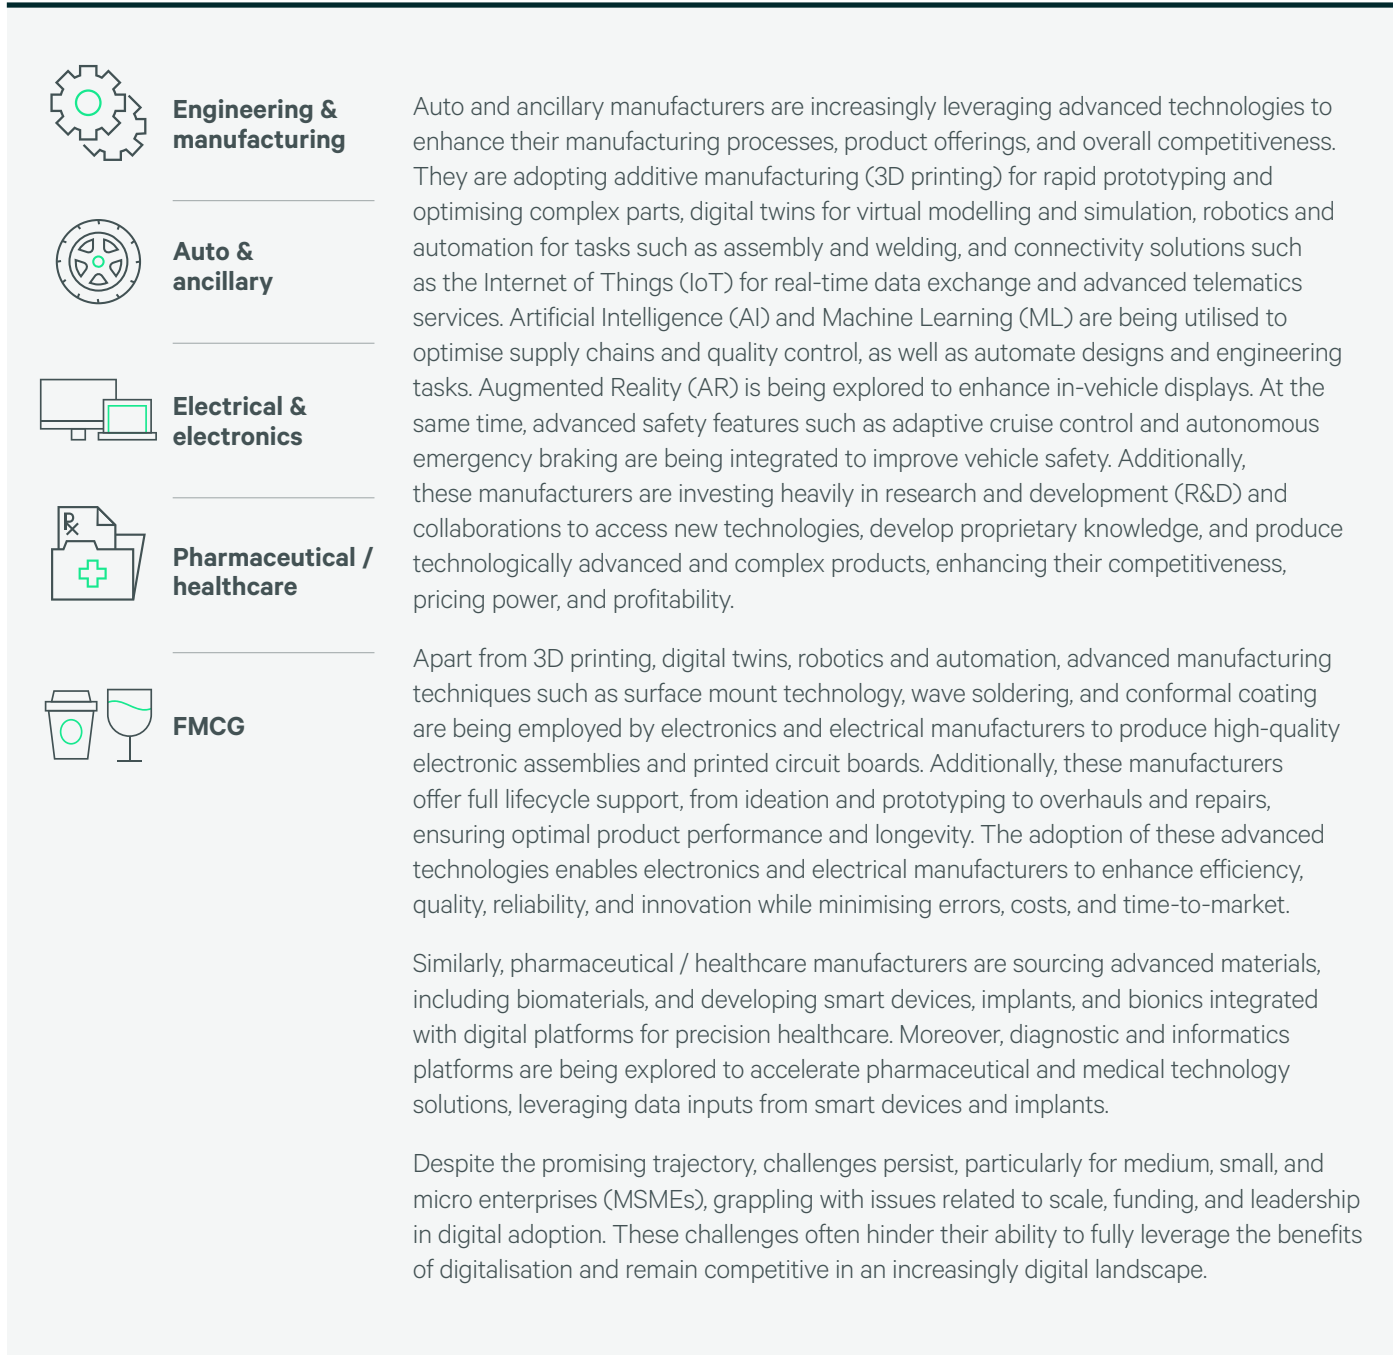 Engineering &
manufacturing
Auto &
ancillary
Electrical &
electronics
Pharmaceutical /
healthcare
FMCG
Auto and ancillary manufacturers are increasingly leveraging advanced technologies to
enhance their manufacturing processes, product offerings, and overall competitiveness.
They are adopting additive manufacturing (3D printing) for rapid prototyping and
optimising complex parts, digital twins for virtual modelling and simulation, robotics and
automation for tasks such as assembly and welding, and connectivity solutions such
as the Internet of Things (IoT) for real-time data exchange and advanced telematics
services. Artificial Intelligence (AI) and Machine Learning (ML) are being utilised to
optimise supply chains and quality control, as well as automate designs and engineering
tasks. Augmented Reality (AR) is being explored to enhance in-vehicle displays. At the
same time, advanced safety features such as adaptive cruise control and autonomous
emergency braking are being integrated to improve vehicle safety. Additionally,
these manufacturers are investing heavily in research and development (R&D) and
collaborations to access new technologies, develop proprietary knowledge, and produce
technologically advanced and complex products, enhancing their competitiveness,
pricing power, and profitability.
Apart from 3D printing, digital twins, robotics and automation, advanced manufacturing
techniques such as surface mount technology, wave soldering, and conformal coating
are being employed by electronics and electrical manufacturers to produce high-quality
electronic assemblies and printed circuit boards. Additionally, these manufacturers
offer full lifecycle support, from ideation and prototyping to overhauls and repairs,
ensuring optimal product performance and longevity. The adoption of these advanced
technologies enables electronics and electrical manufacturers to enhance efficiency,
quality, reliability, and innovation while minimising errors, costs, and time-to-market.
Similarly, pharmaceutical / healthcare manufacturers are sourcing advanced materials,
including biomaterials, and developing smart devices, implants, and bionics integrated
with digital platforms for precision healthcare. Moreover, diagnostic and informatics
platforms are being explored to accelerate pharmaceutical and medical technology
solutions, leveraging data inputs from smart devices and implants.
Despite the promising trajectory, challenges persist, particularly for medium, small, and
micro enterprises (MSMEs), grappling with issues related to scale, funding, and leadership
in digital adoption. These challenges often hinder their ability to fully leverage the benefits
of digitalisation and remain competitive in an increasingly digital landscape.